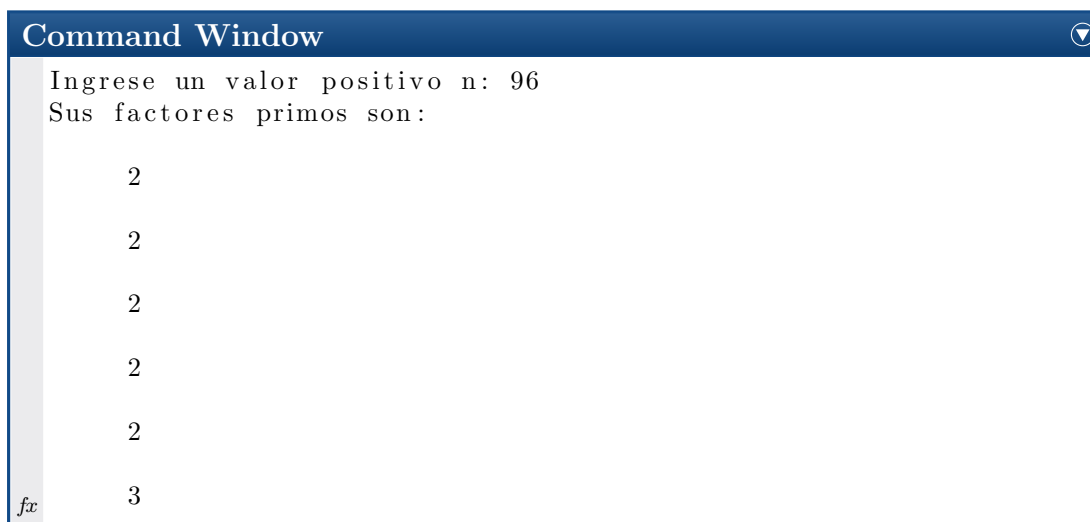 Command Window
Ingrese un valor positivo n: 96
Sus factores primos son:
2
2
2
2
2
3
fx